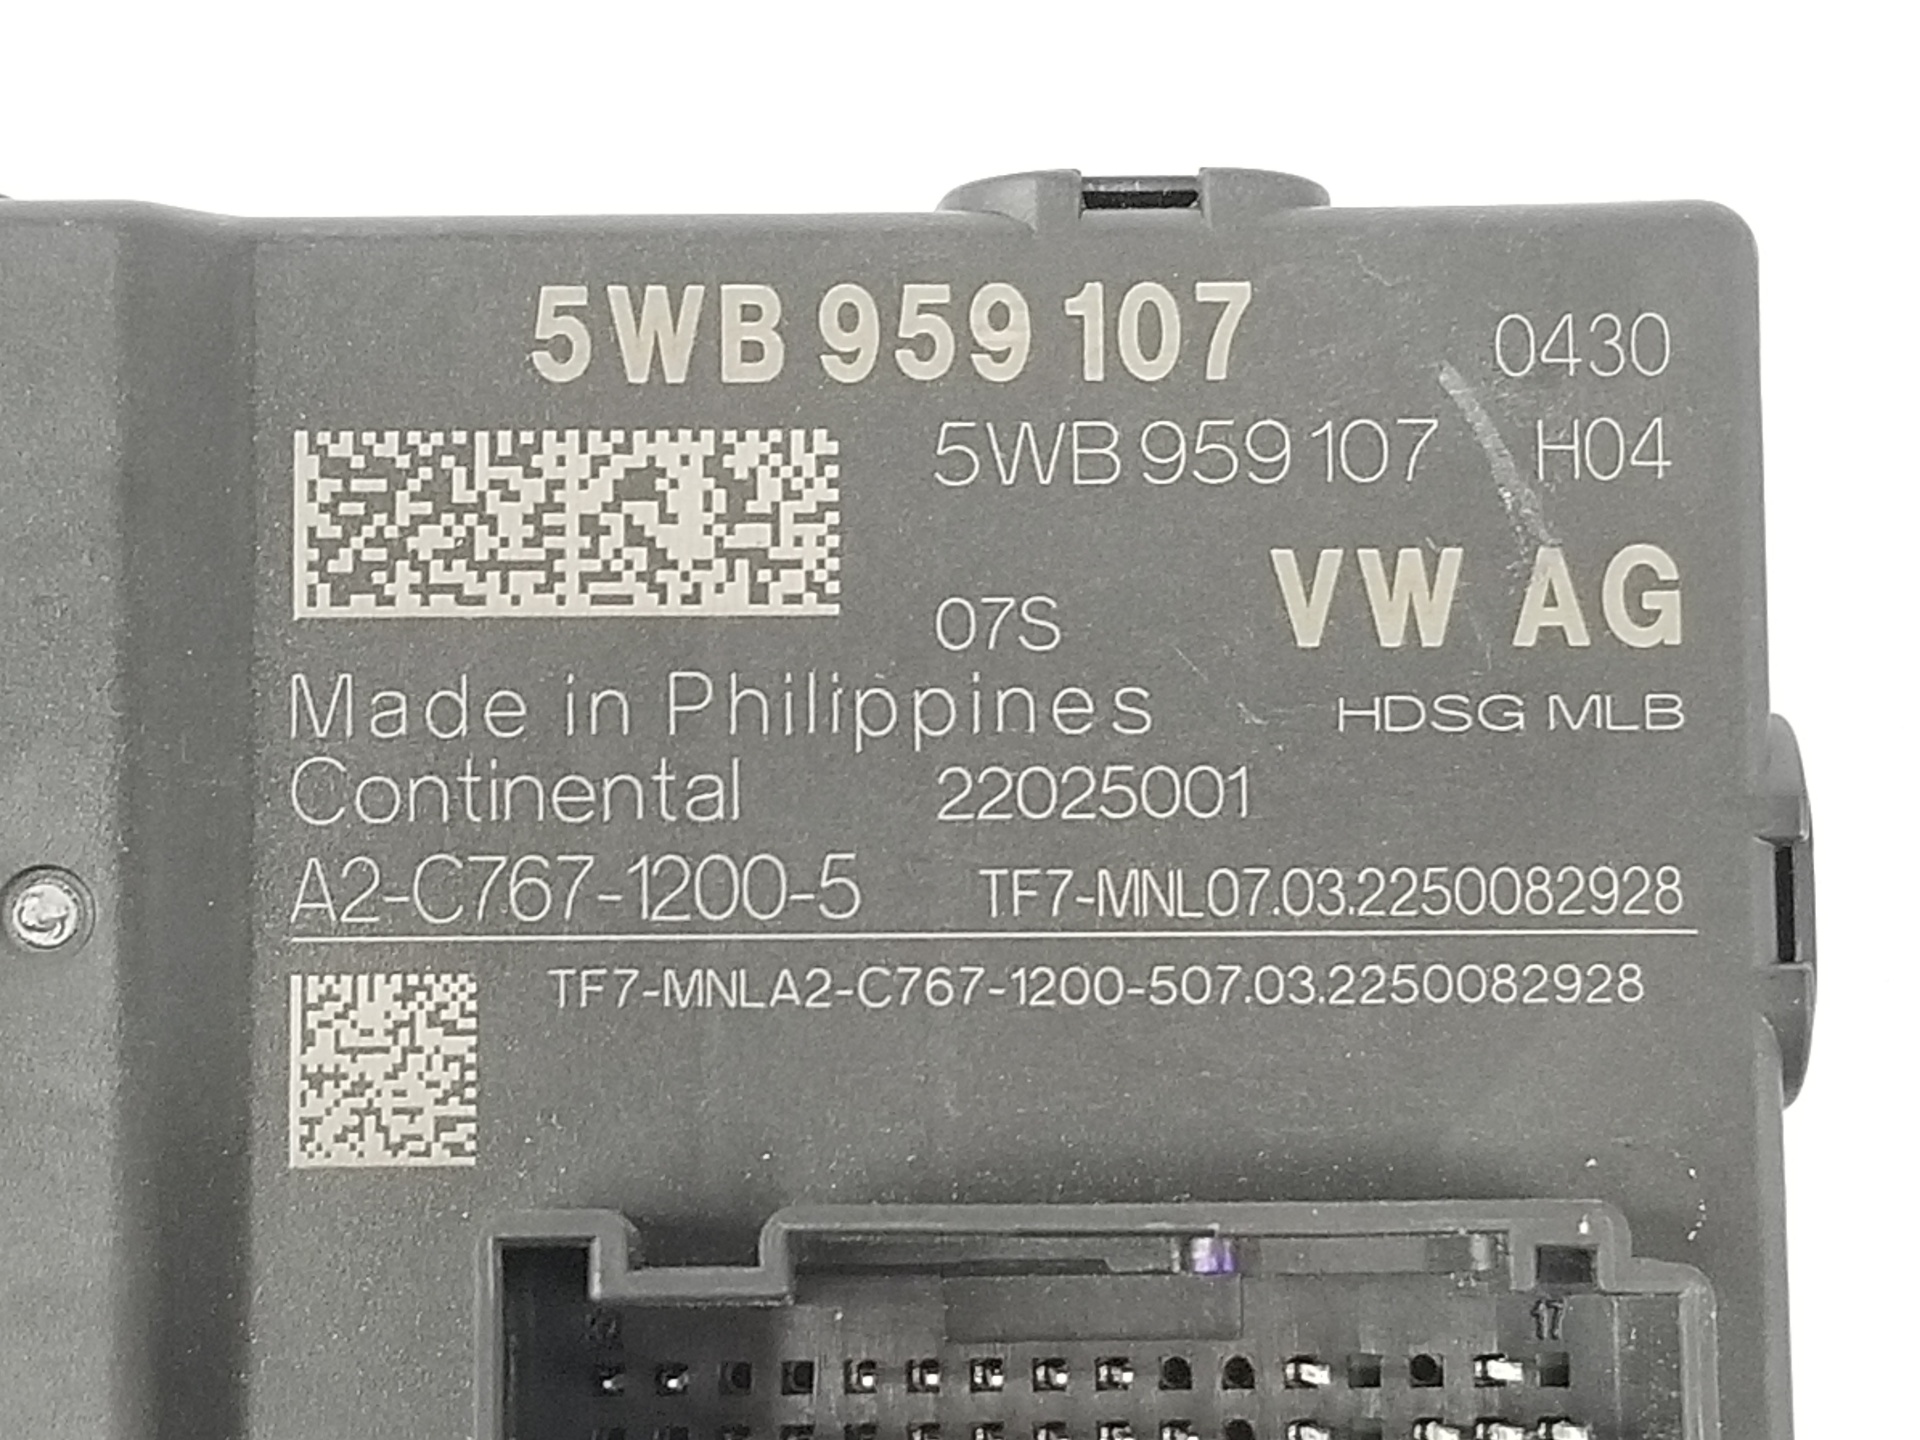 5WB 959 107 0430
5WB 959 107 H04
07S VW AG
Made in Philippines HDSG MLB
Continental 22025001
A2-C767-1200-5 TF7-MNL07.03.2250082928
TF7-MNLA2-C767-1200-507.03.2250082928
17